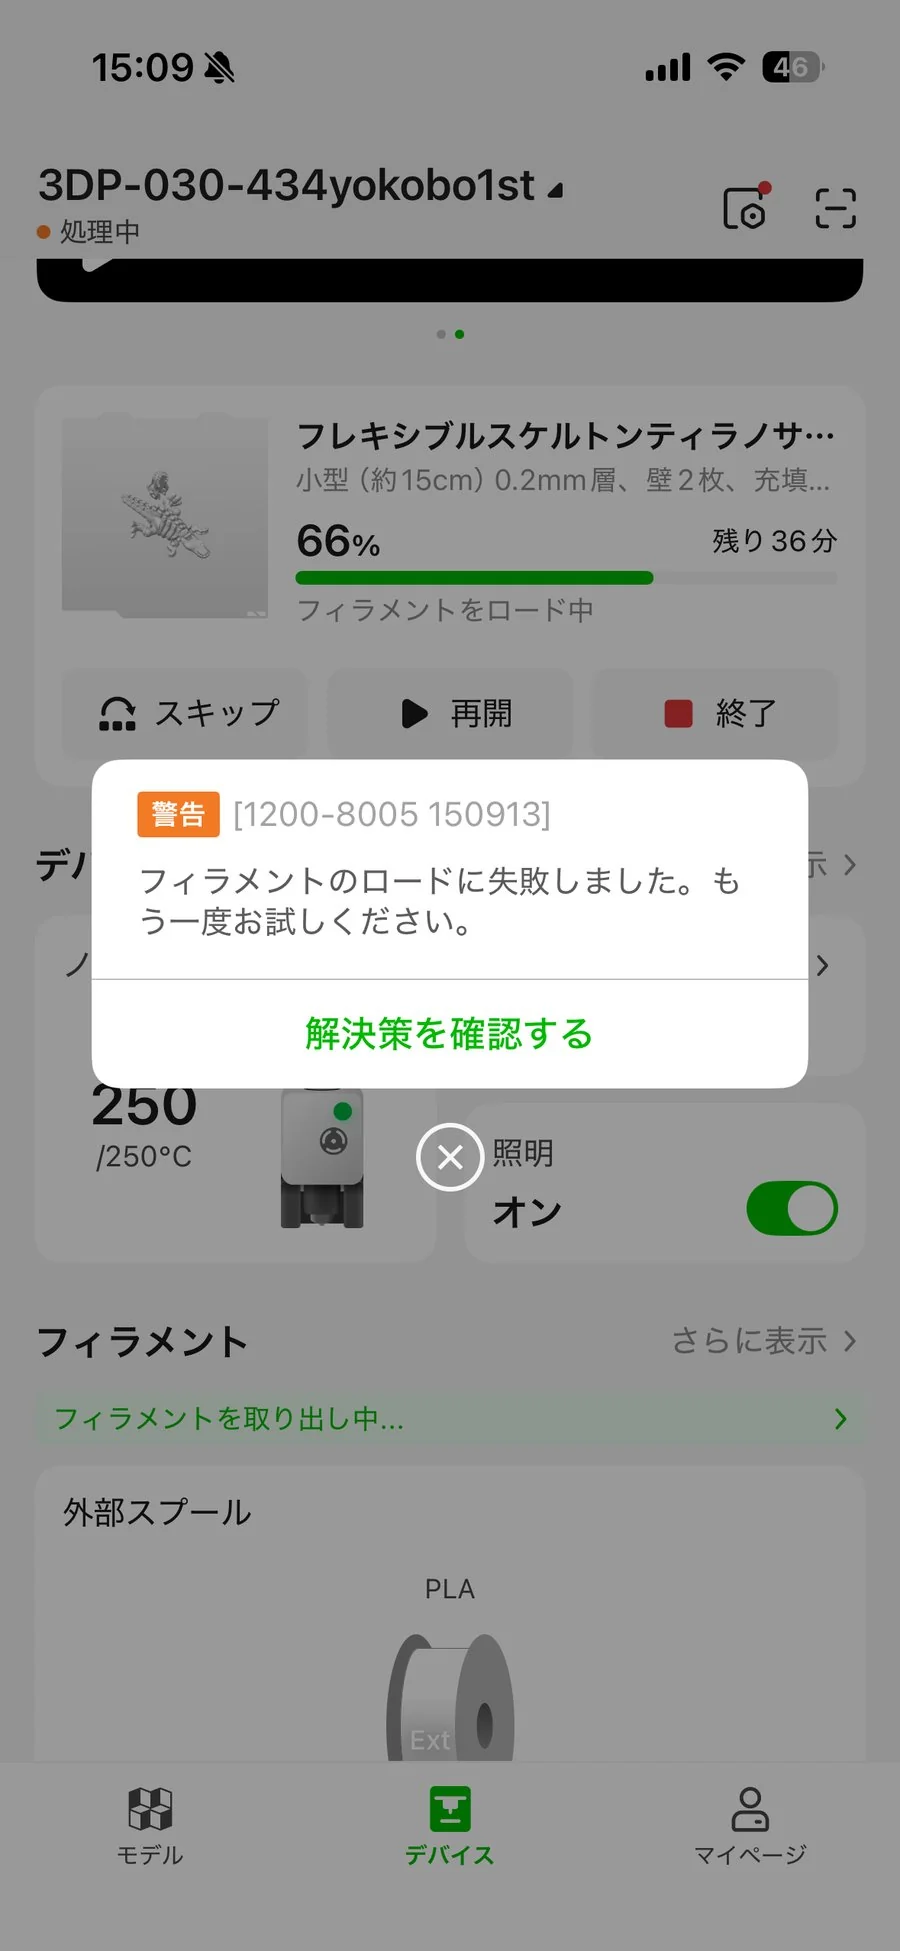 15:09
46
3DP-030-434yokobo1st
処理中
フレキシブルスケルトンティラノサ…
小型（約15cm）0.2mm層、壁2枚、充填...
66%
残り36分
フィラメントをロード中
スキップ
再開
終了
警告 [1200-8005 150913]
フィラメントのロードに失敗しました。も
う一度お試しください。
解決策を確認する
デバ
示
ノ
250
/250°C
照明
オン
フィラメント
さらに表示
フィラメントを取り出し中...
外部スプール
PLA
Ext
モデル
デバイス
マイページ